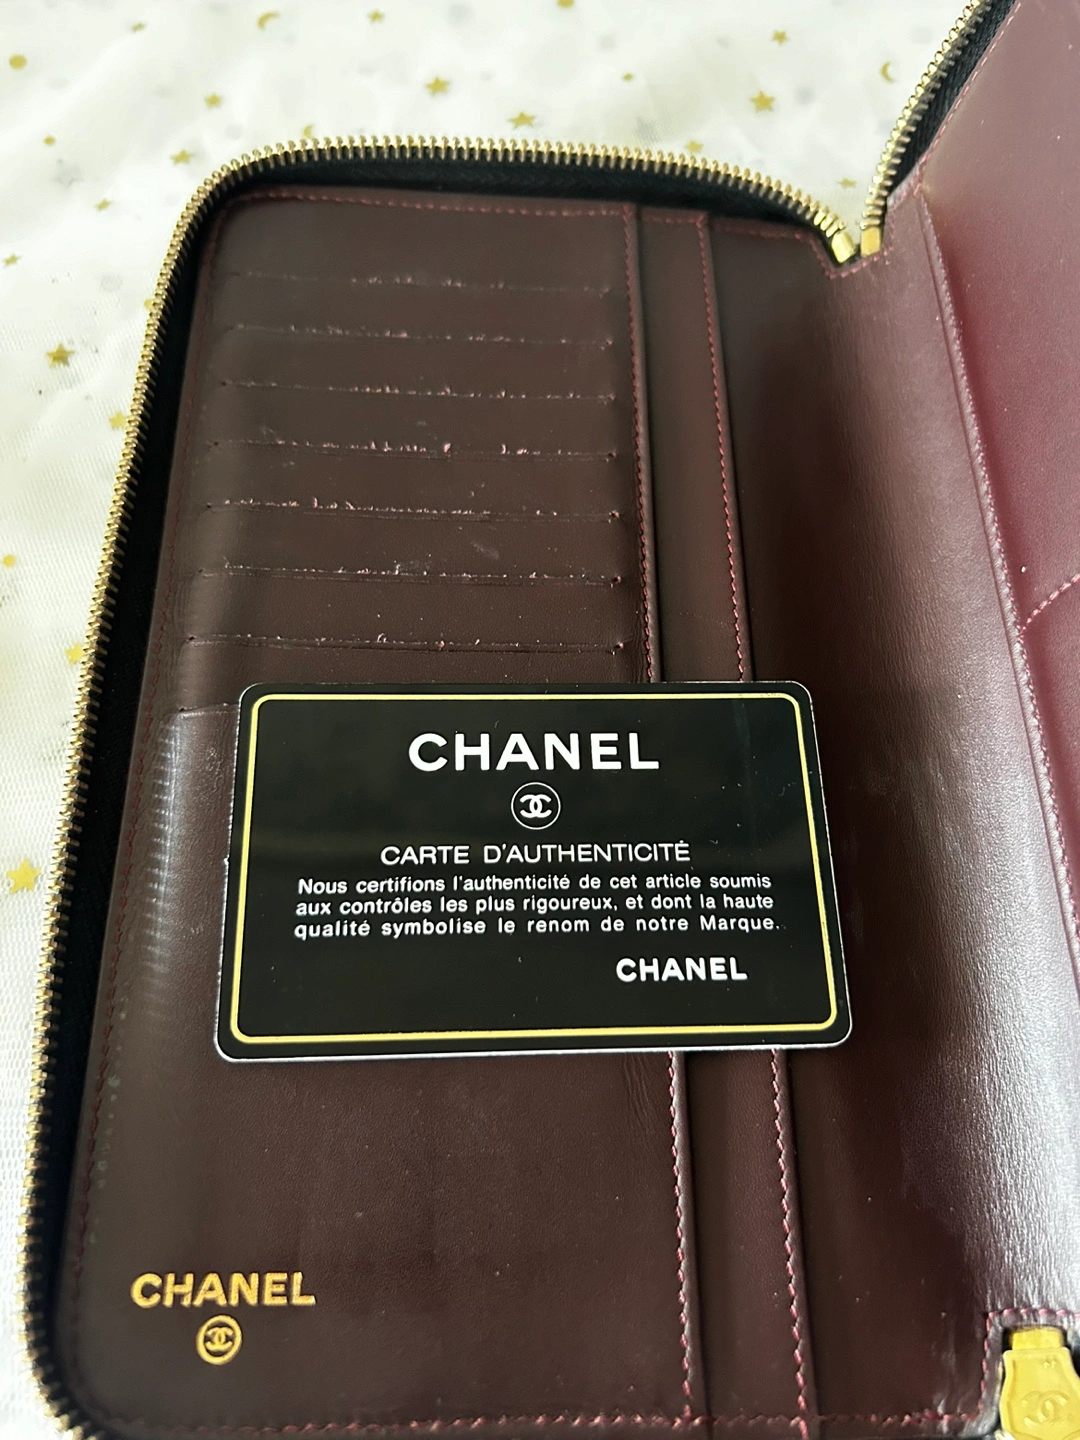 CHANEL
CARTE D'AUTHENTICITÉ
Nous certifions l'authenticité de cet article soumis
aux contrôles les plus rigoureux, et dont la haute
qualité symbolise le renom de notre Marque.
CHANEL
CHANEL